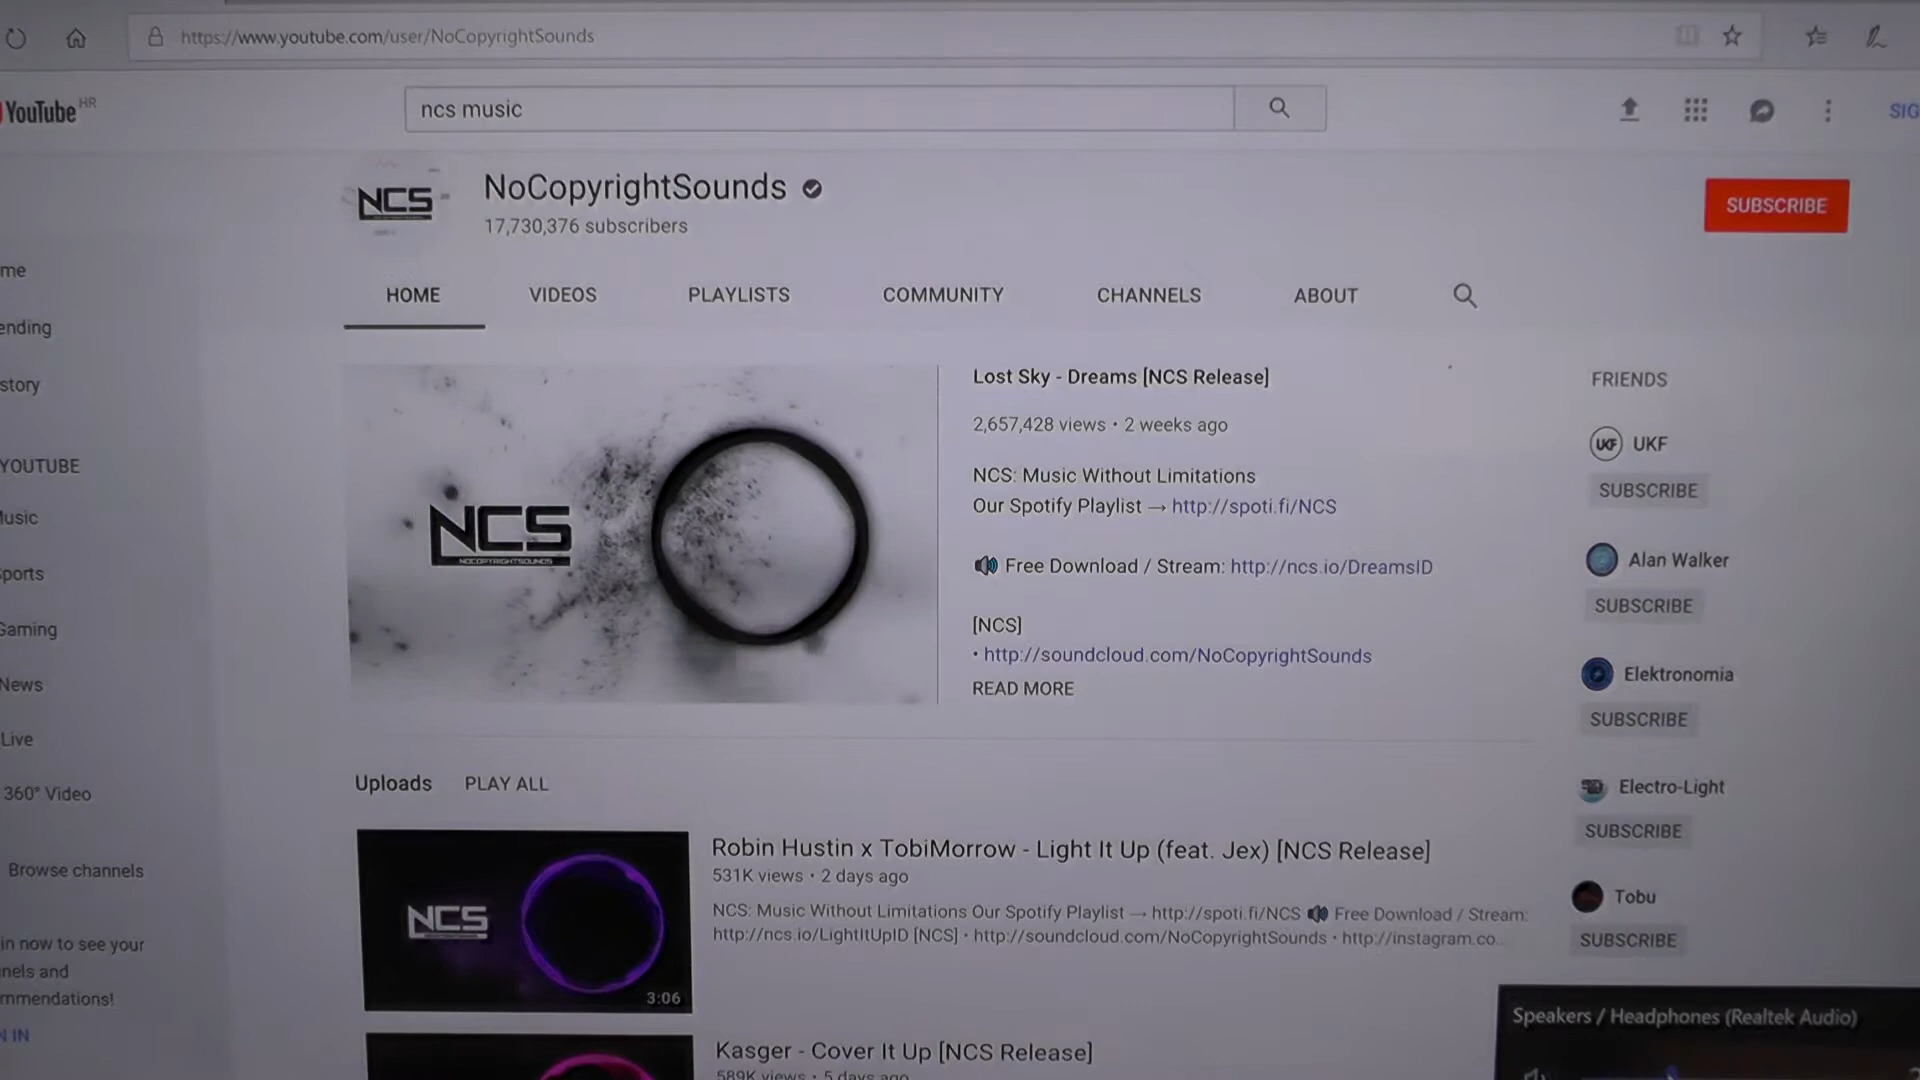 https://www.youtube.com/user/NoCopyrightSounds
YouTube HR
ncs music
SIG
NCS
NoCopyrightSounds
17,730,376 subscribers
SUBSCRIBE
HOME VIDEOS PLAYLISTS COMMUNITY CHANNELS ABOUT
me
ending
story
YOUTUBE
usic
ports
Gaming
News
Live
360° Video
Browse channels
in now to see your
nels and
mmendations!
N IN
NCS
NOCOPYRIGHTSOUNDS
Lost Sky - Dreams [NCS Release]
2,657,428 views • 2 weeks ago
NCS: Music Without Limitations
Our Spotify Playlist → http://spoti.fi/NCS
🔊 Free Download / Stream: http://ncs.io/DreamsID
[NCS]
• http://soundcloud.com/NoCopyrightSounds
READ MORE
FRIENDS
UKF UKF
SUBSCRIBE
Alan Walker
SUBSCRIBE
Elektronomia
SUBSCRIBE
Electro-Light
SUBSCRIBE
Tobu
SUBSCRIBE
Uploads PLAY ALL
NCS
3:06
Robin Hustin x TobiMorrow - Light It Up (feat. Jex) [NCS Release]
531K views • 2 days ago
NCS: Music Without Limitations Our Spotify Playlist → http://spoti.fi/NCS 🔊 Free Download / Stream:
http://ncs.io/LightItUpID [NCS] • http://soundcloud.com/NoCopyrightSounds • http://instagram.co...
Kasger - Cover It Up [NCS Release]
589K views • 5 days ago
Speakers / Headphones (Realtek Audio)